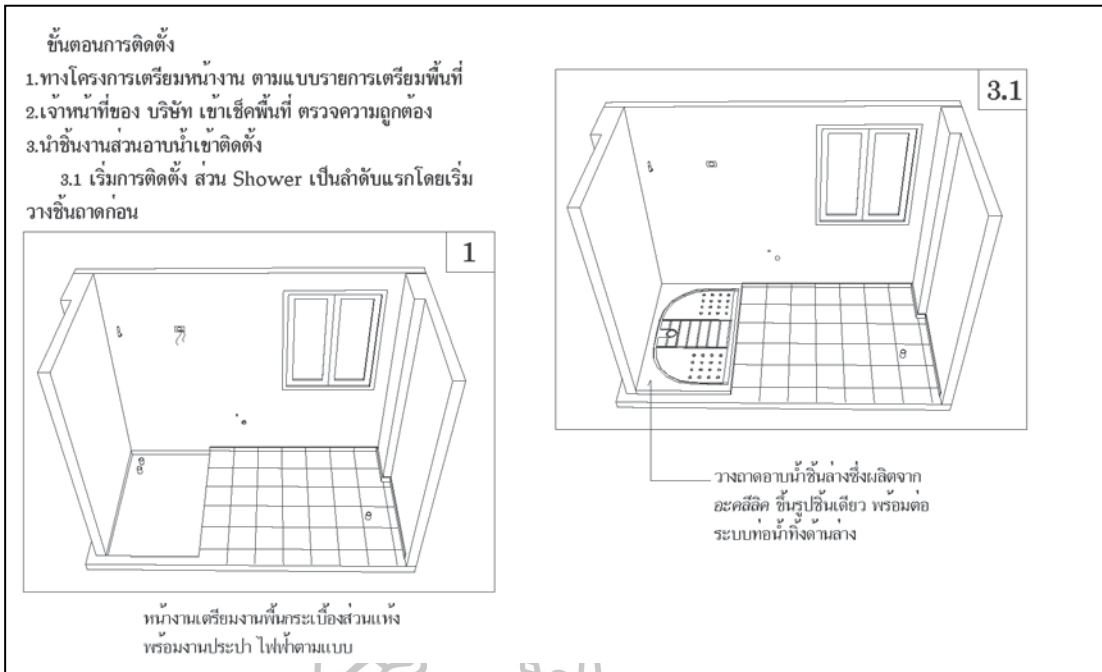 ขั้นตอนการติดตั้ง
1.ทางโครงการเตรียมหน้างาน ตามแบบรายการเตรียมพื้นที่
2.เจ้าหน้าที่ของ บริษัท เข้าเช็คพื้นที่ ตรวจความถูกต้อง
3.นำชิ้นงานส่วนอาบน้ำเข้าติดตั้ง
3.1 เริ่มการติดตั้ง ส่วน Shower เป็นลำดับแรกโดยเริ่ม
วางชิ้นถาดก่อน
1
หน้างานเตรียมงานพื้นกระเบื้องส่วนแห้ง
พร้อมงานประปา ไฟฟ้าตามแบบ
3.1
วางถาดอาบน้ำชิ้นล่างซึ่งผลิตจาก
อะคลีลิค ขึ้นรูปชิ้นเดียว พร้อมต่อ
ระบบท่อน้ำทิ้งด้านล่าง